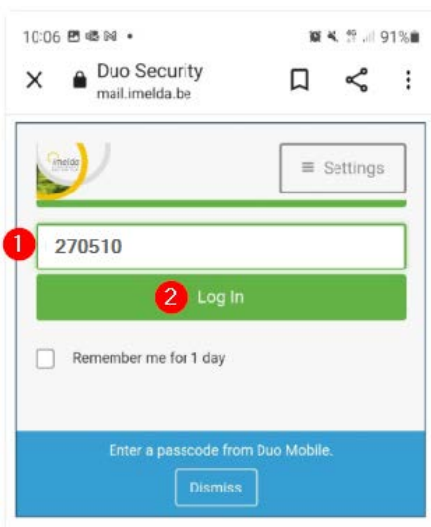 10:06 91%
Duo Security
mail.imelda.be
imelda
Settings
1
270510
2 Log In
Remember me for 1 day
Enter a passcode from Duo Mobile.
Dismiss